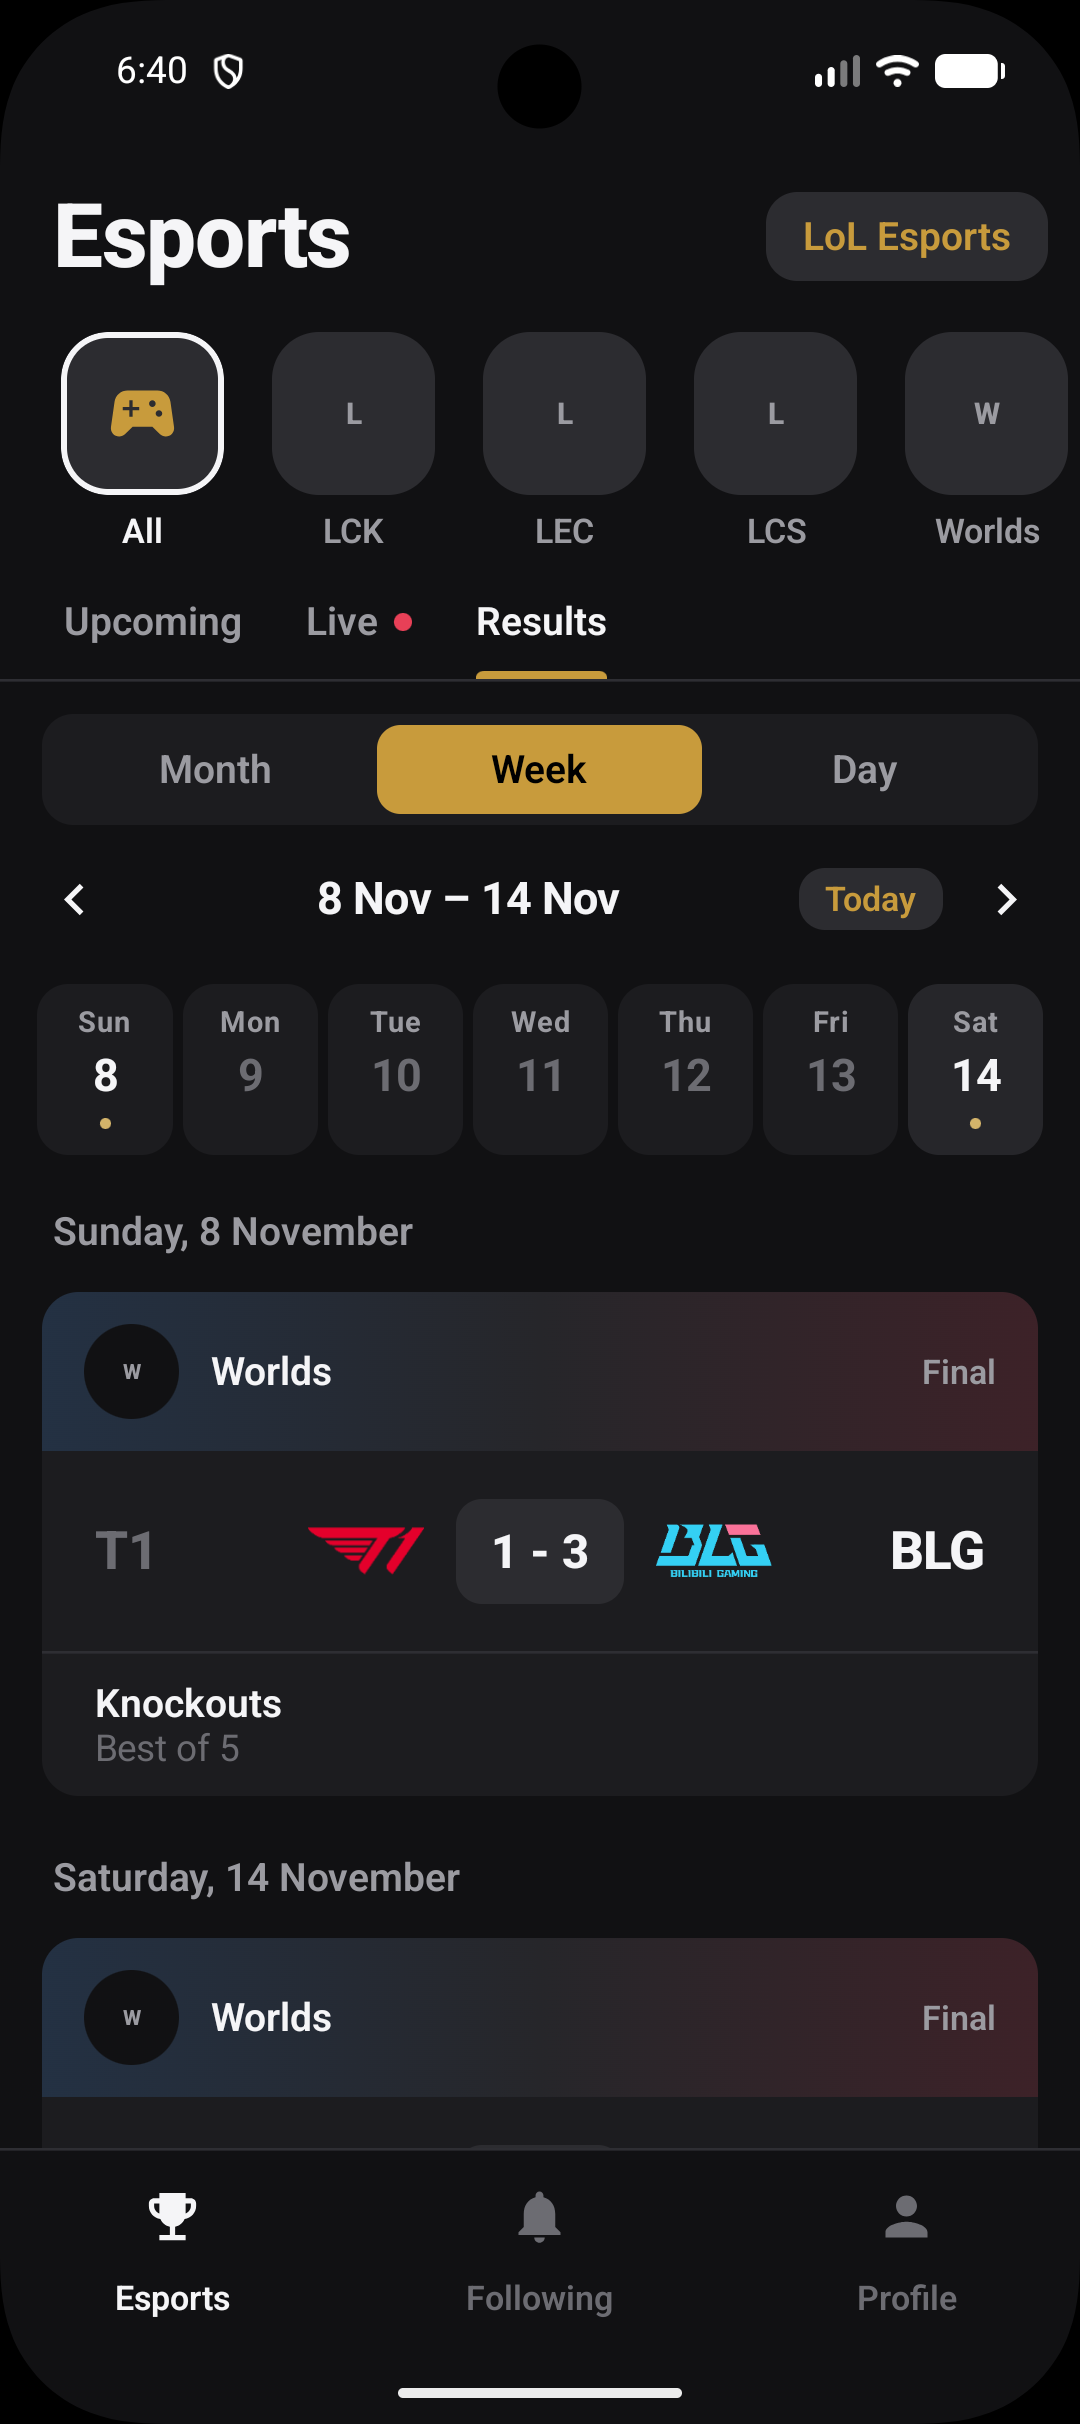 6:40
Esports
LoL Esports
L
L
L
W
All
LCK
LEC
LCS
Worlds
Upcoming
Live
Results
Month
Week
Day
8 Nov – 14 Nov
Today
Sun
Mon
Tue
Wed
Thu
Fri
Sat
8
9
10
11
12
13
14
Sunday, 8 November
W
Worlds
Final
T1
T1
1 - 3
BLG
BILIBILI GAMING
BLG
Knockouts
Best of 5
Saturday, 14 November
W
Worlds
Final
Esports
Following
Profile